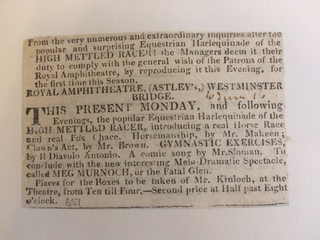 From the very numerous and extraordinary inquiries after the
popular and surprising Equestrian Harlequinade of the
HIGH METTLED RACER! the Managers deem it their
duty to comply with the general wish of the Patrons of the
Royal Amphitheatre, by reproducing it this Evening, for
the first time this Season.
ROYAL AMPHITHEATRE, (ASTLEY's,) WESTMINSTER
BRIDGE.
THIS PRESENT MONDAY, and following
Evenings, the popular Equestrian Harlequinade of the
HIGH METTLED RACER, introducing a real Horse Race
and real Fox Chace. Horsemanship, by Mr. Makeen;
Clown's Act, by Mr. Brown. GYMNASTIC EXERCISES,
by Il Diavolo Antonio. A comic song by Mr. Sloman. To
conclude with the new interesting Melo-Dramatic Spectacle,
called MEG MURNOCH, or the Fatal Glen.
Places for the Boxes to be taken of Mr. Kinloch, at the
Theatre, from Ten till Four.—Second price at Half past Eight
o'clock.